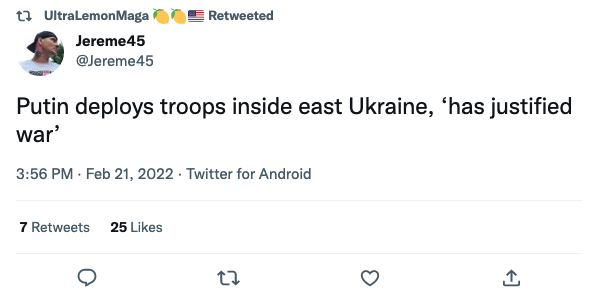 UltraLemonMaga 🍋🍋🇺🇸 Retweeted
Jereme45
@Jereme45
Putin deploys troops inside east Ukraine, ‘has justified
war’
3:56 PM · Feb 21, 2022 · Twitter for Android
7 Retweets 25 Likes